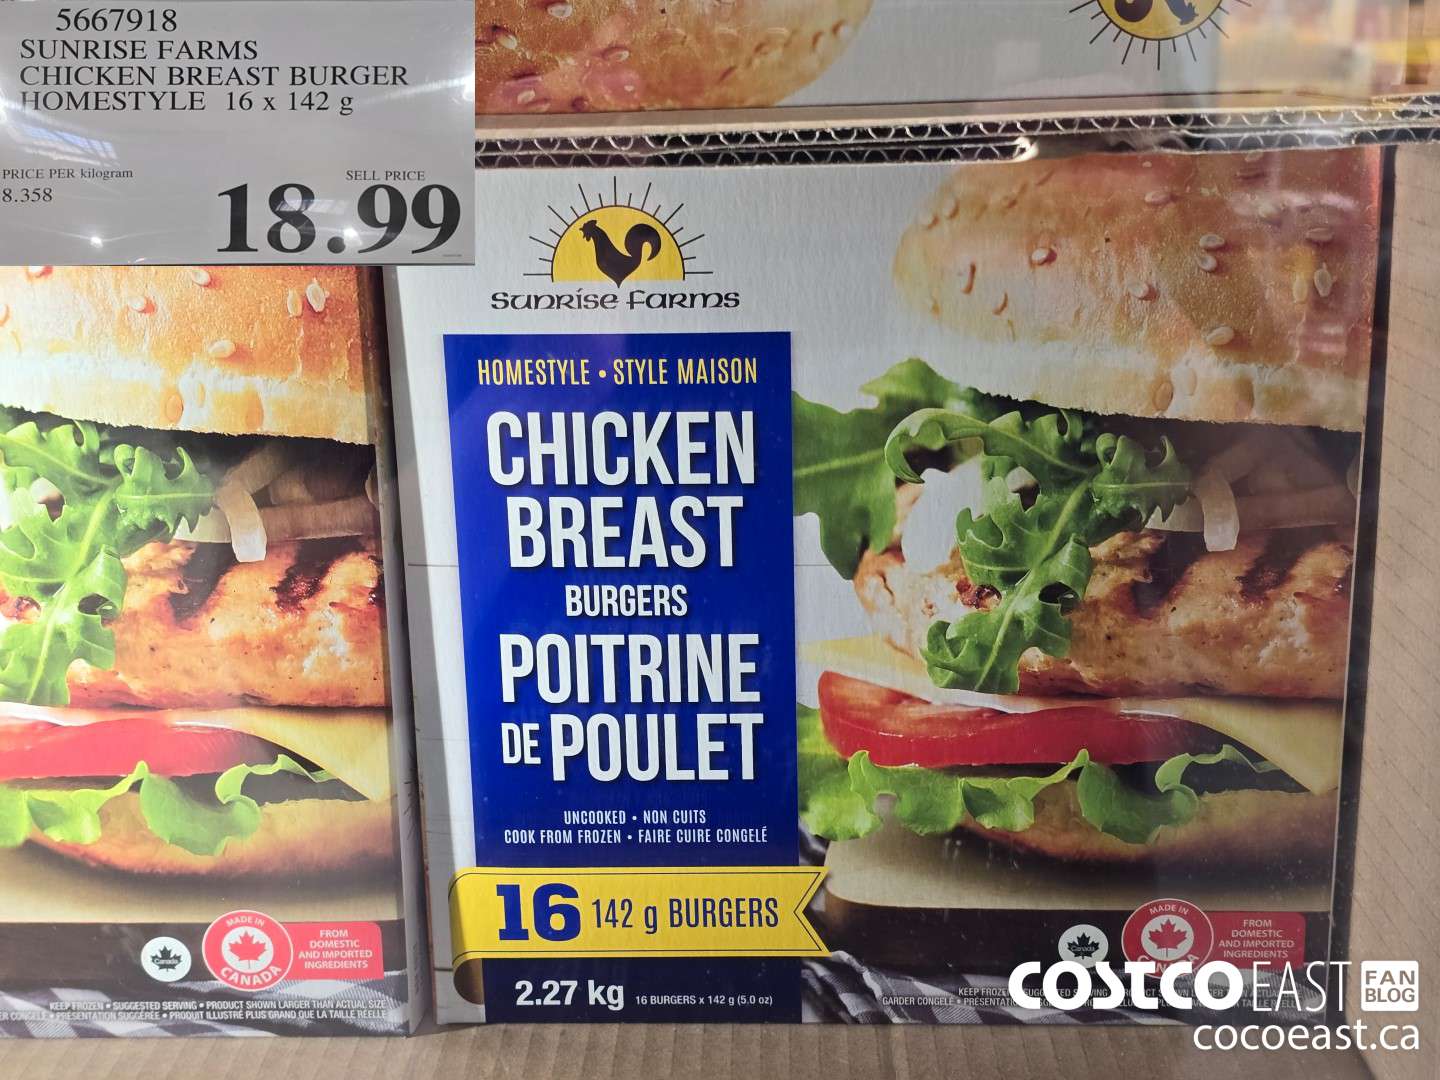 5667918
SUNRISE FARMS
CHICKEN BREAST BURGER
HOMESTYLE 16 x 142 g
PRICE PER kilogram
8.358
SELL PRICE
18.99
Sunrise Farms
HOMESTYLE • STYLE MAISON
CHICKEN
BREAST
BURGERS
POITRINE
DE POULET
UNCOOKED • NON CUITS
COOK FROM FROZEN • FAIRE CUIRE CONGELÉ
16 142 g BURGERS
2.27 kg 16 BURGERS x 142 g (5.0 oz)
Canada
MADE IN
CANADA
FROM
DOMESTIC
AND IMPORTED
INGREDIENTS
KEEP FROZEN • SUGGESTED SERVING • PRODUCT SHOWN LARGER THAN ACTUAL SIZE
CONGELÉ • PRÉSENTATION SUGGÉRÉE • PRODUIT ILLUSTRÉ PLUS GRAND QUE LA TAILLE RÉELLE
Canada
MADE IN
FROM
DOMESTIC
AND IMPORTED
INGREDIENTS
KEEP FROZEN
GARDER CONGELÉ
COSTCO EAST FAN
BLOG
cocoeast.ca